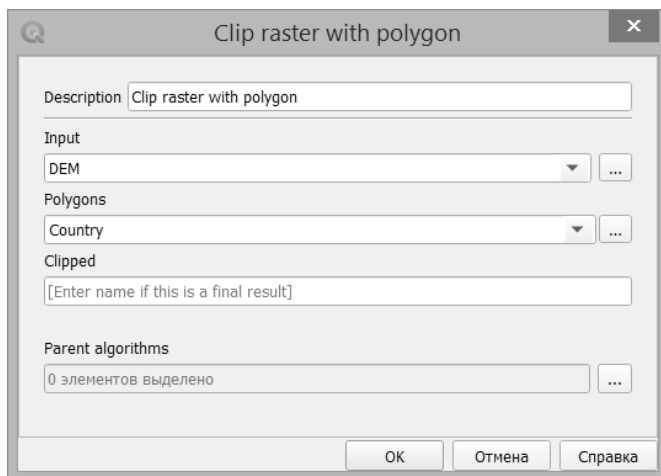 Clip raster with polygon
Description Clip raster with polygon
Input
DEM
...
Polygons
Country
...
Clipped
[Enter name if this is a final result]
Parent algorithms
0 элементов выделено
...
OK Отмена Справка